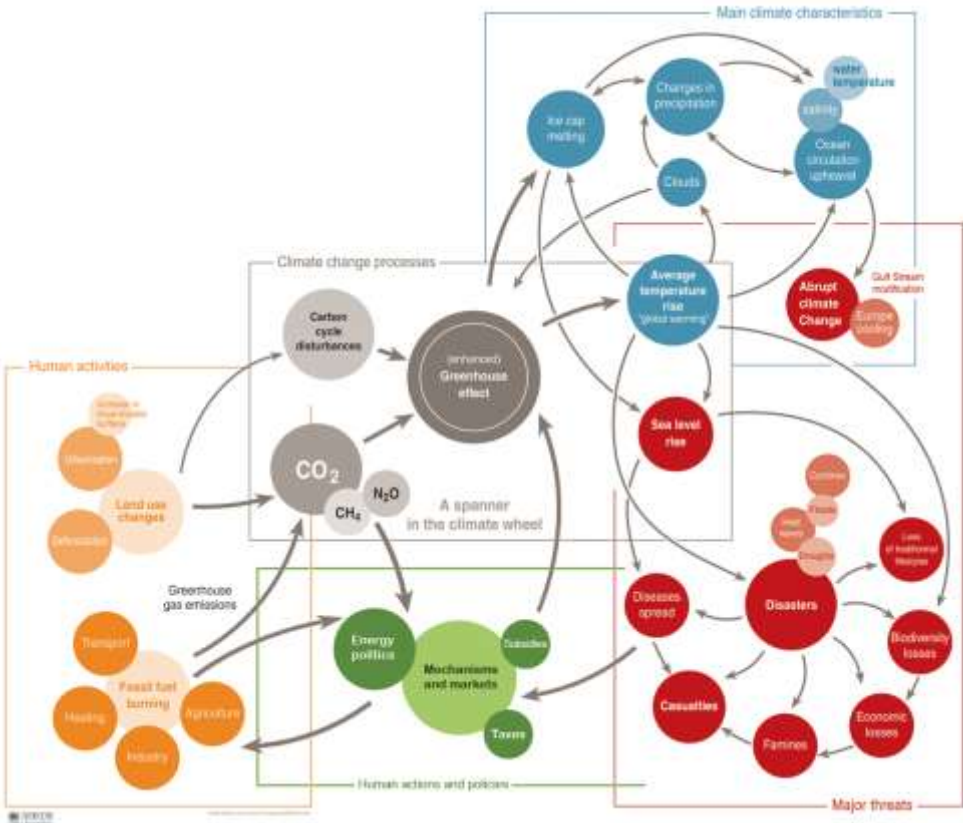 Main climate characteristics
water
temperature
salinity
Changes in
precipitation
Ice cap
melting
Ocean
circulation
upheaval
Clouds
Climate change processes
Average
temperature
rise
"global warming"
Gulf Stream
modification
Abrupt
climate
Change
Europe
cooling
Carbon
cycle
disturbances
(enhanced)
Greenhouse
effect
Human activities
Urbanization
Land use
changes
Deforestation
Sea level
rise
CO2
N2O
CH4
A spanner
in the climate wheel
Cyclones
Floods
Loss
of traditional
lifestyles
Disasters
Greenhouse
gas emissions
Diseases
spread
Biodiversity
losses
Energy
politics
Subsidies
Mechanisms
and markets
Transport
Fossil fuel
burning
Heating
Agriculture
Industry
Taxes
Casualties
Economic
losses
Famines
Human actions and policies
Major threats